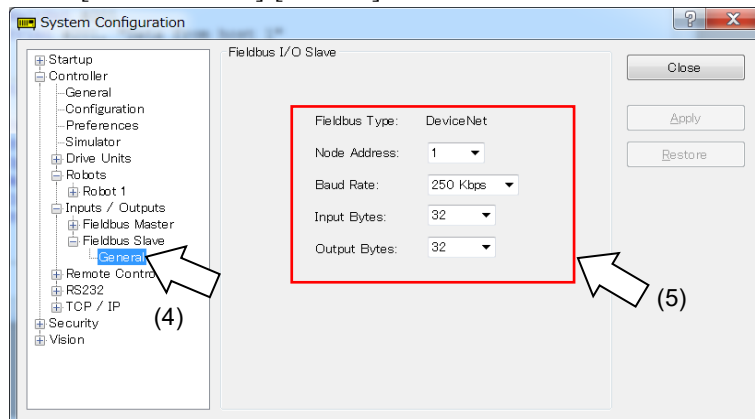 System Configuration
Startup
Controller
General
Configuration
Preferences
Simulator
Drive Units
Robots
Robot 1
Inputs / Outputs
Fieldbus Master
Fieldbus Slave
General
Remote Contro
RS232
TCP / IP
Security
Vision
(4)
Fieldbus I/O Slave
Fieldbus Type: DeviceNet
Node Address: 1
Baud Rate: 250 Kbps
Input Bytes: 32
Output Bytes: 32
(5)
Close
Apply
Restore